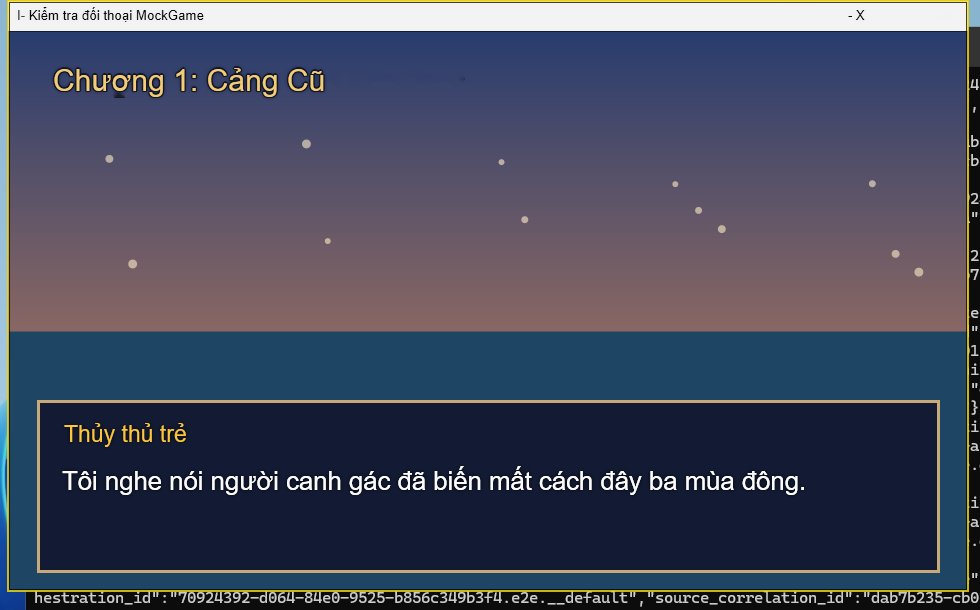 I- Kiểm tra đối thoại MockGame - X
Chương 1: Cảng Cũ
Thủy thủ trẻ
Tôi nghe nói người canh gác đã biến mất cách đây ba mùa đông.
hestration_id":"70924392-d064-84e0-9525-b856c349b3f4.e2e.__default","source_correlation_id":"dab7b235-cb6